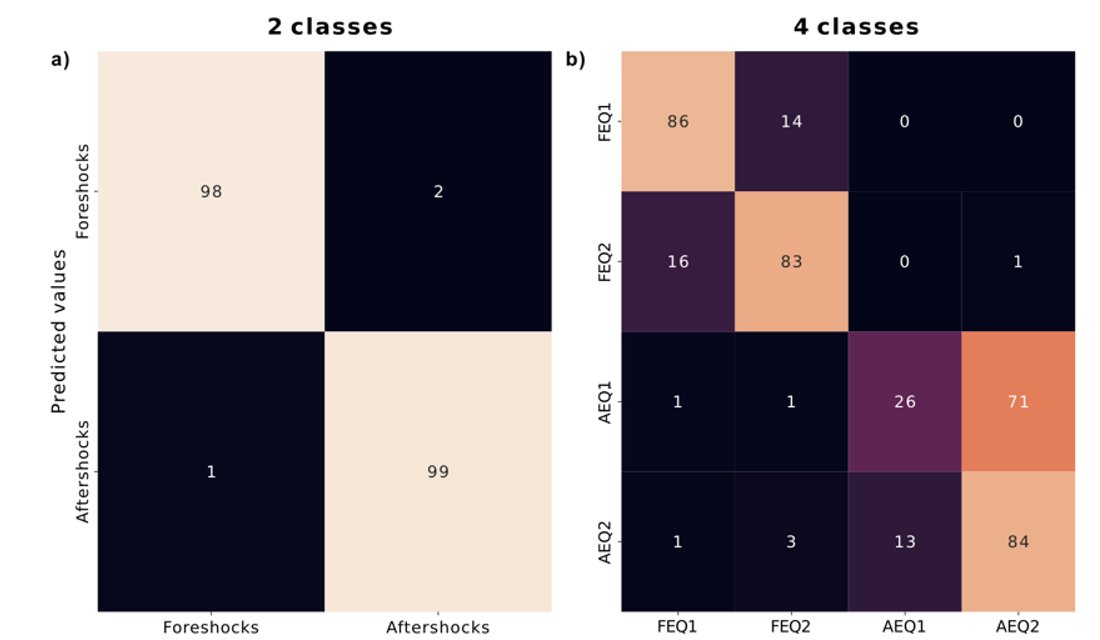 2 classes
4 classes
a)
b)
Predicted values
Foreshocks
98 2
Aftershocks
1 99
Foreshocks Aftershocks
FEQ1
86 14 0 0
FEQ2
16 83 0 1
AEQ1
1 1 26 71
AEQ2
1 3 13 84
FEQ1 FEQ2 AEQ1 AEQ2